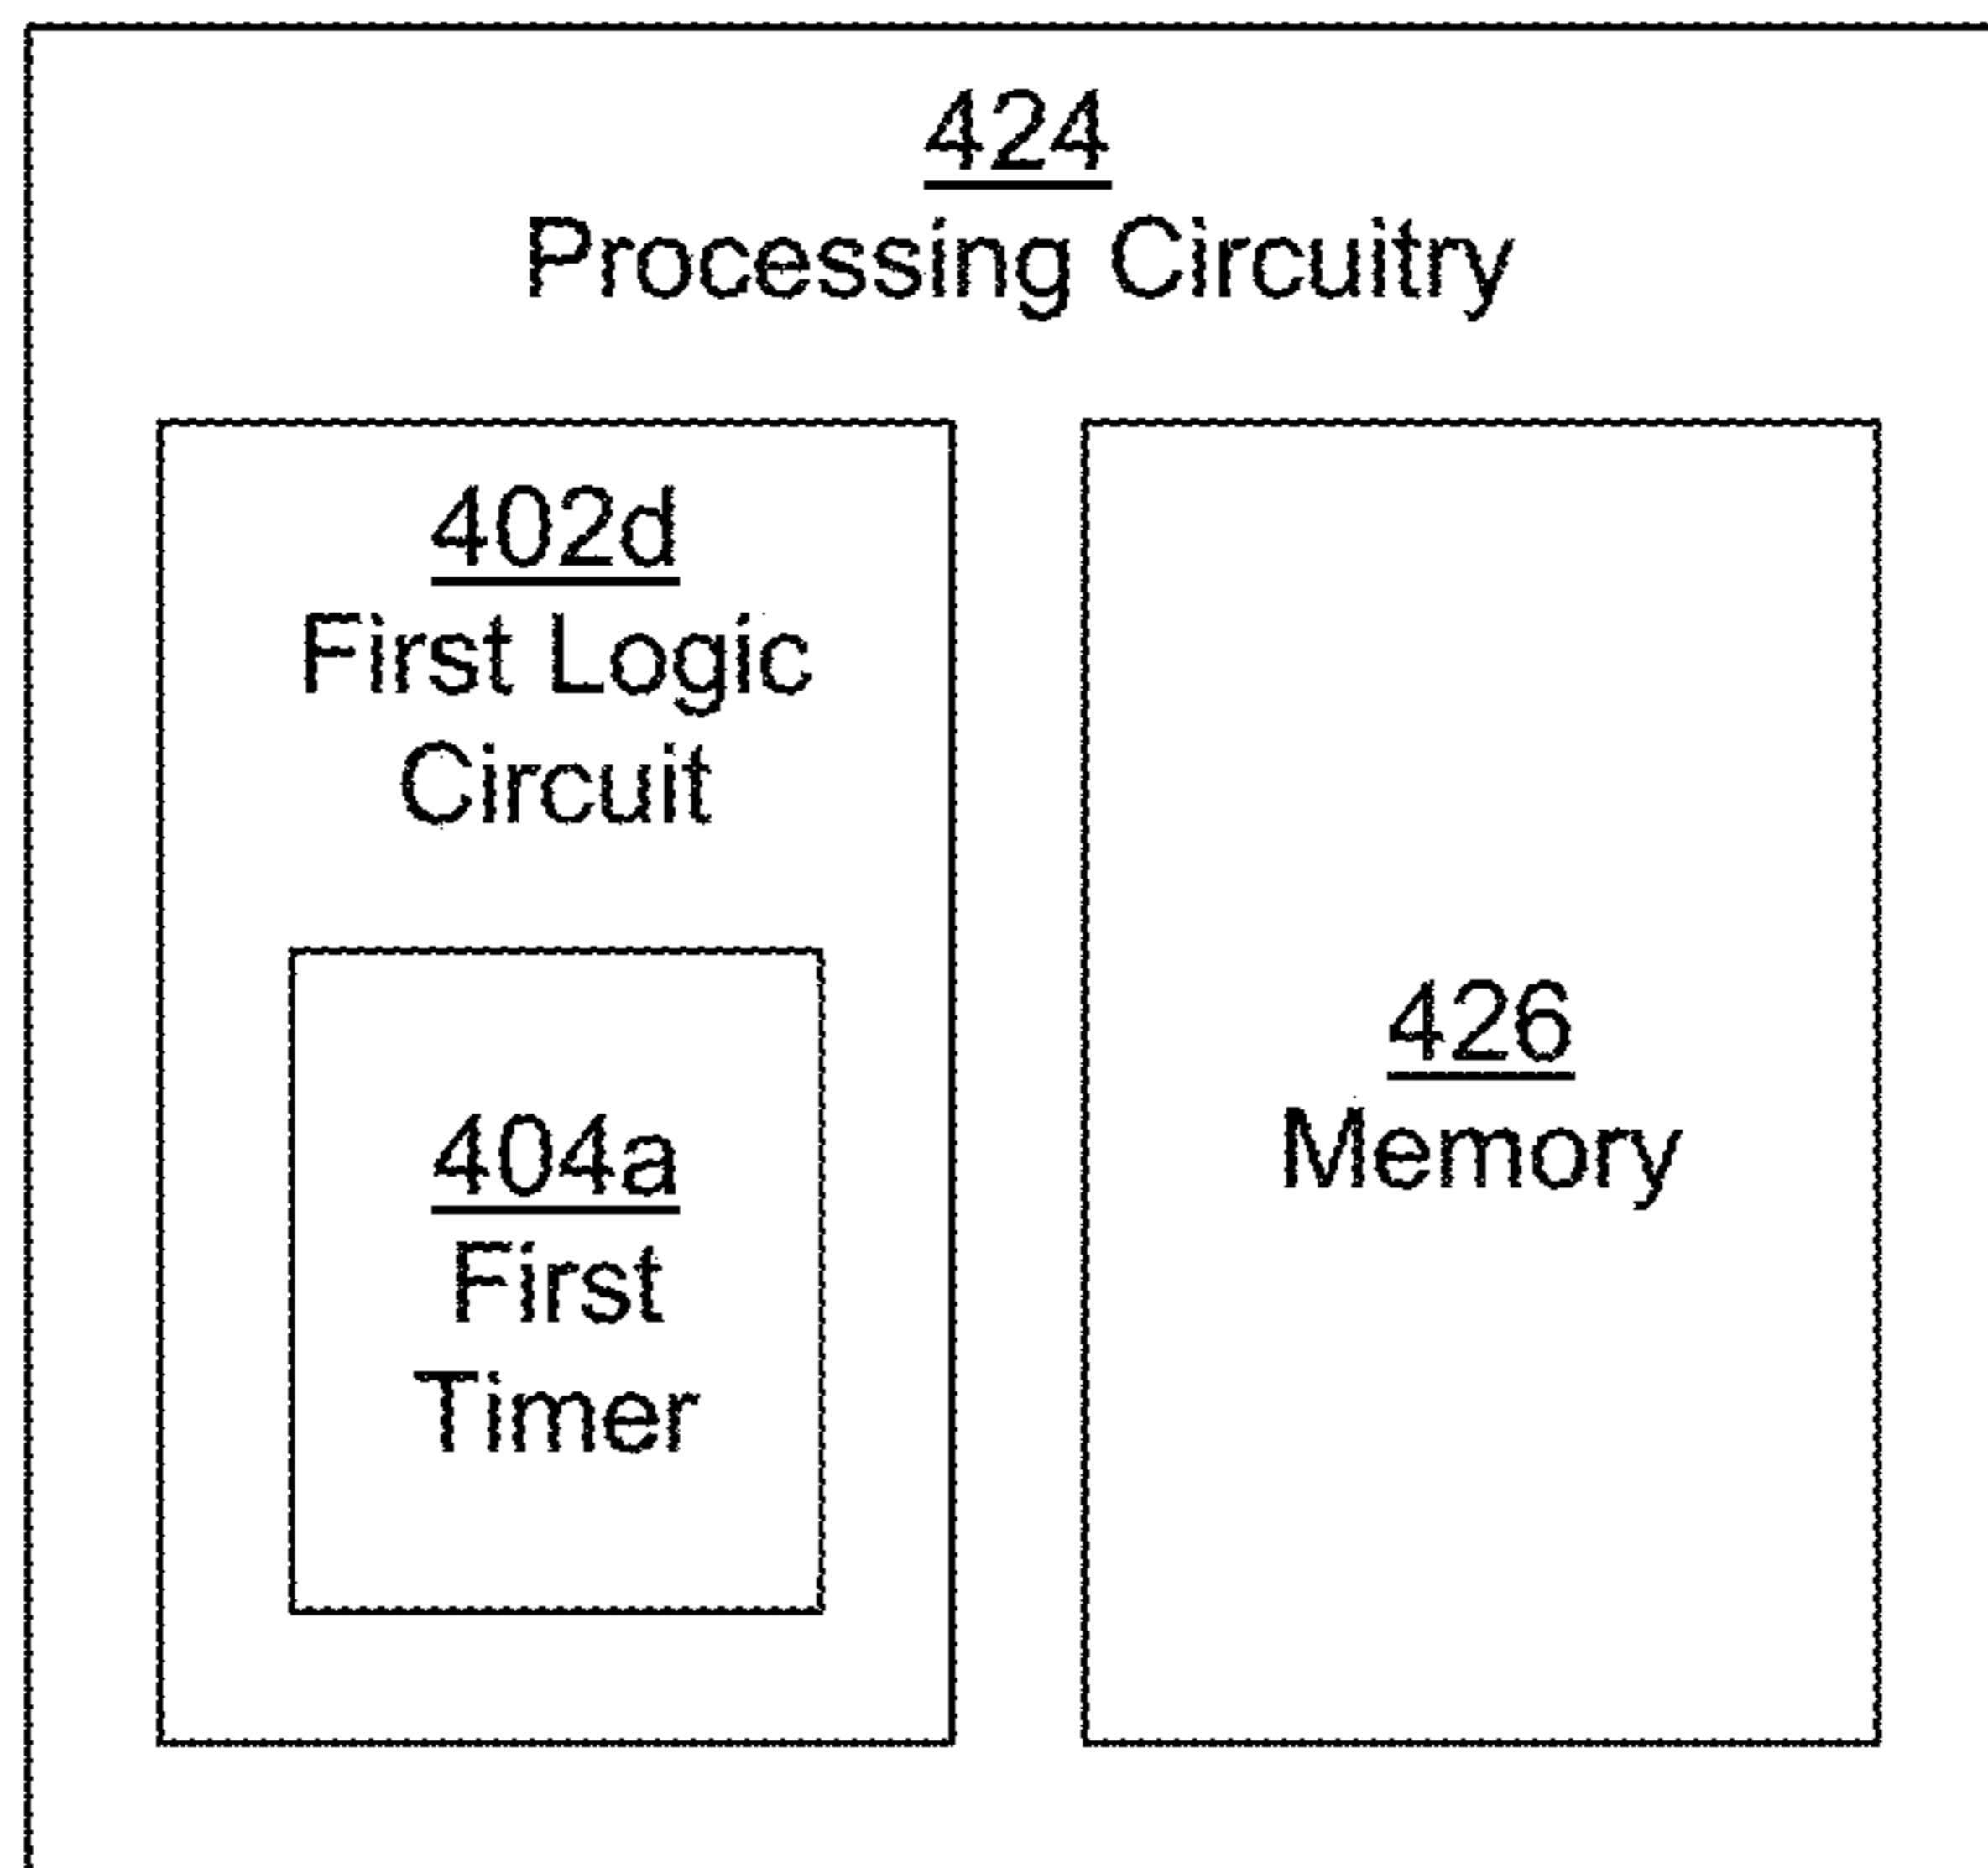 424
Processing Circuitry
402d
First Logic
Circuit
404a
First
Timer
426
Memory